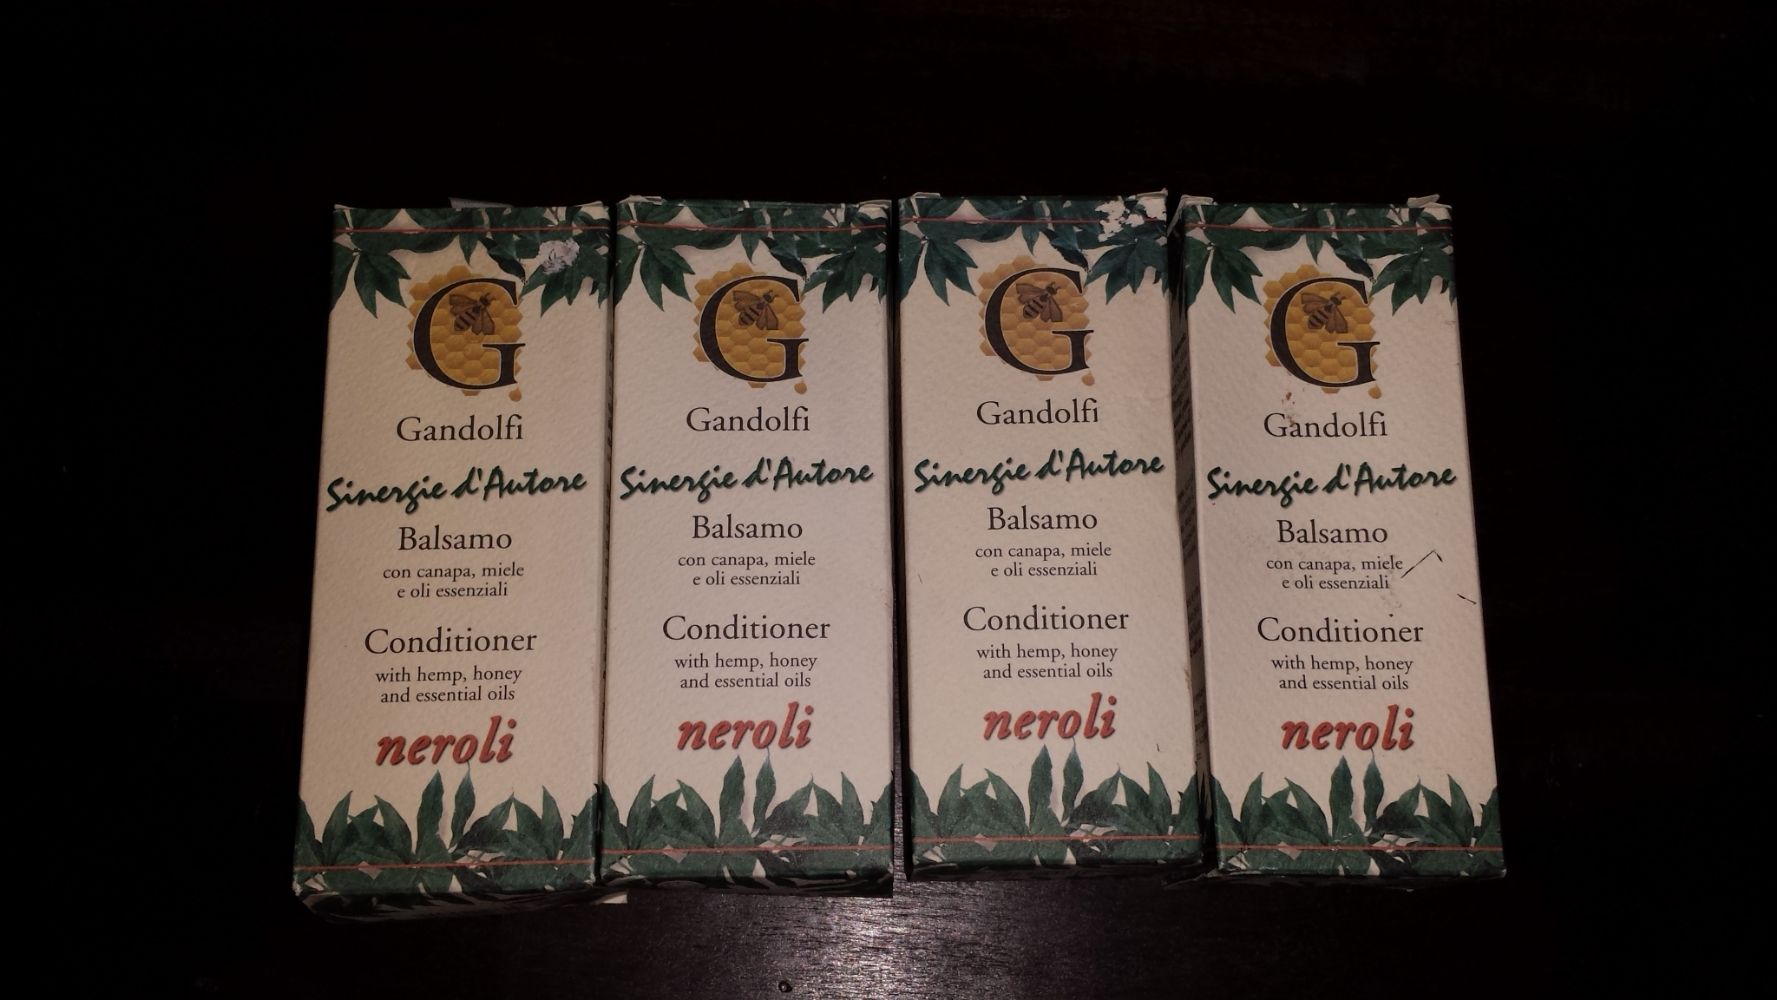 G
Gandolfi
Sinergie d'Autore
Balsamo
con canapa, miele
e oli essenziali
Conditioner
with hemp, honey
and essential oils
neroli
G
Gandolfi
Sinergie d'Autore
Balsamo
con canapa, miele
e oli essenziali
Conditioner
with hemp, honey
and essential oils
neroli
G
Gandolfi
Sinergie d'Autore
Balsamo
con canapa, miele
e oli essenziali
Conditioner
with hemp, honey
and essential oils
neroli
G
Gandolfi
Sinergie d'Autore
Balsamo
con canapa, miele
e oli essenziali
Conditioner
with hemp, honey
and essential oils
neroli